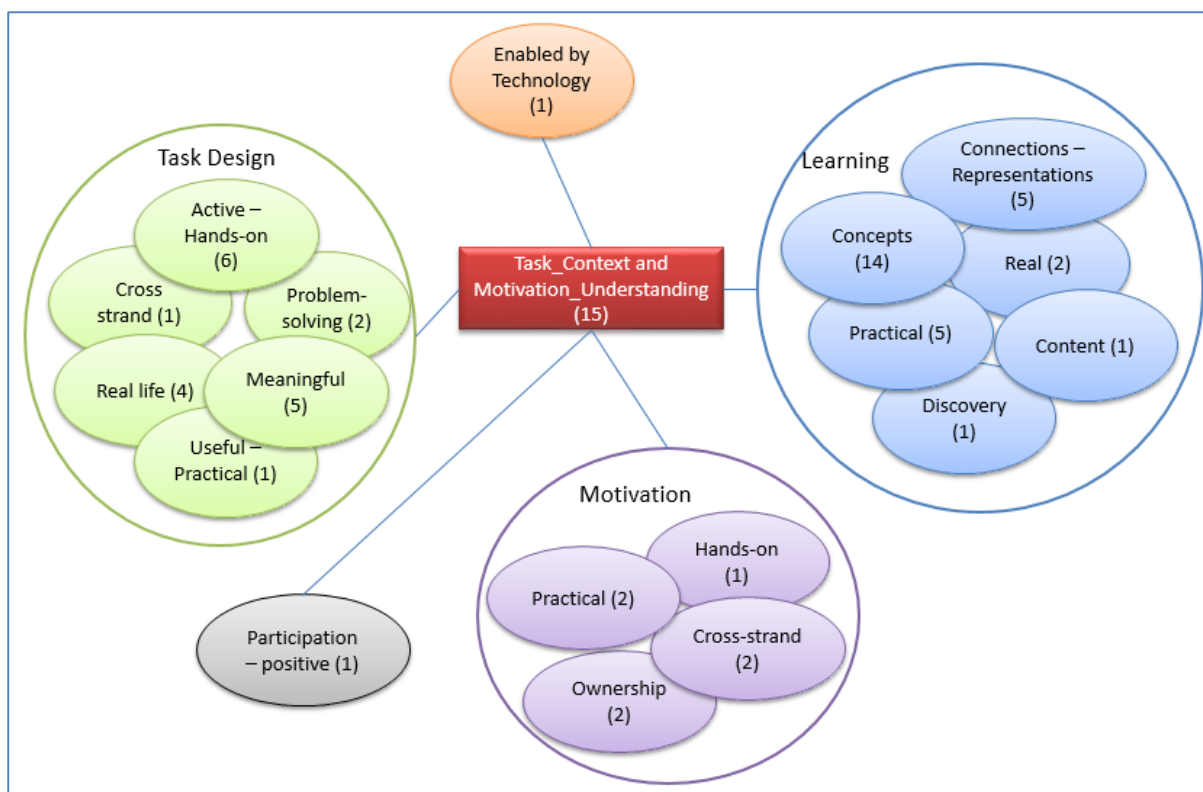 Enabled by
Technology
(1)
Task Design
Active –
Hands-on
(6)
Cross
strand (1)
Problem-
solving (2)
Real life (4)
Meaningful
(5)
Useful –
Practical (1)
Task_Context and
Motivation_Understanding
(15)
Learning
Connections –
Representations
(5)
Concepts
(14)
Real (2)
Practical (5)
Content (1)
Discovery
(1)
Motivation
Hands-on
(1)
Practical (2)
Cross-strand
(2)
Ownership
(2)
Participation
– positive (1)